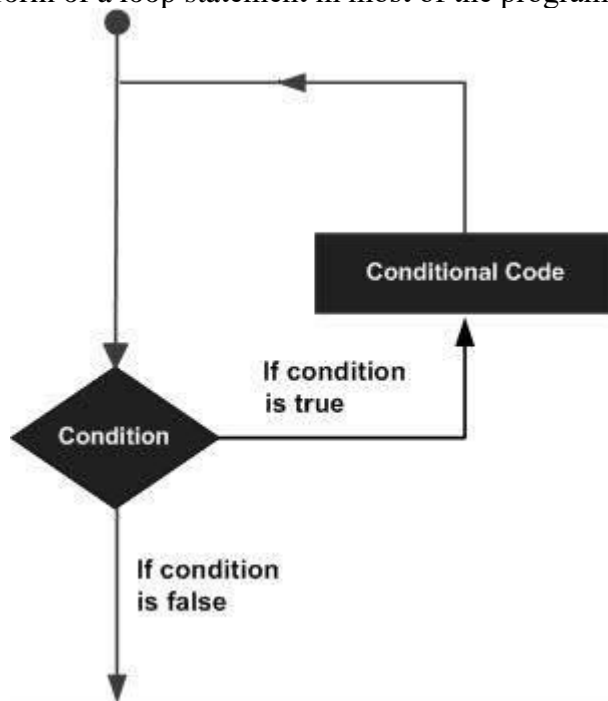 form of a loop statement in most of the program
Conditional Code
If condition
is true
Condition
If condition
is false